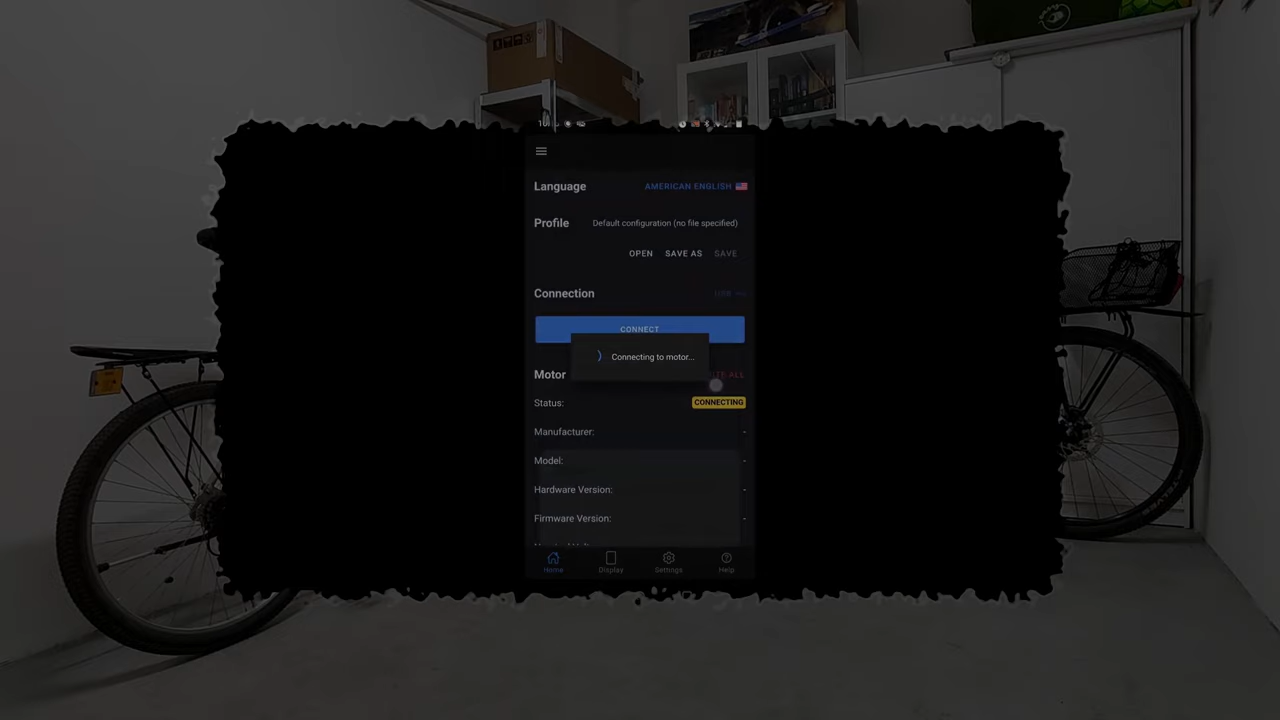 Language AMERICAN ENGLISH
Profile Default configuration (no file specified)
OPEN SAVE AS SAVE
Connection USB
CONNECT
Connecting to motor...
Motor
Status: CONNECTING
Manufacturer: -
Model: -
Hardware Version: -
Firmware Version: -
Home Display Settings Help